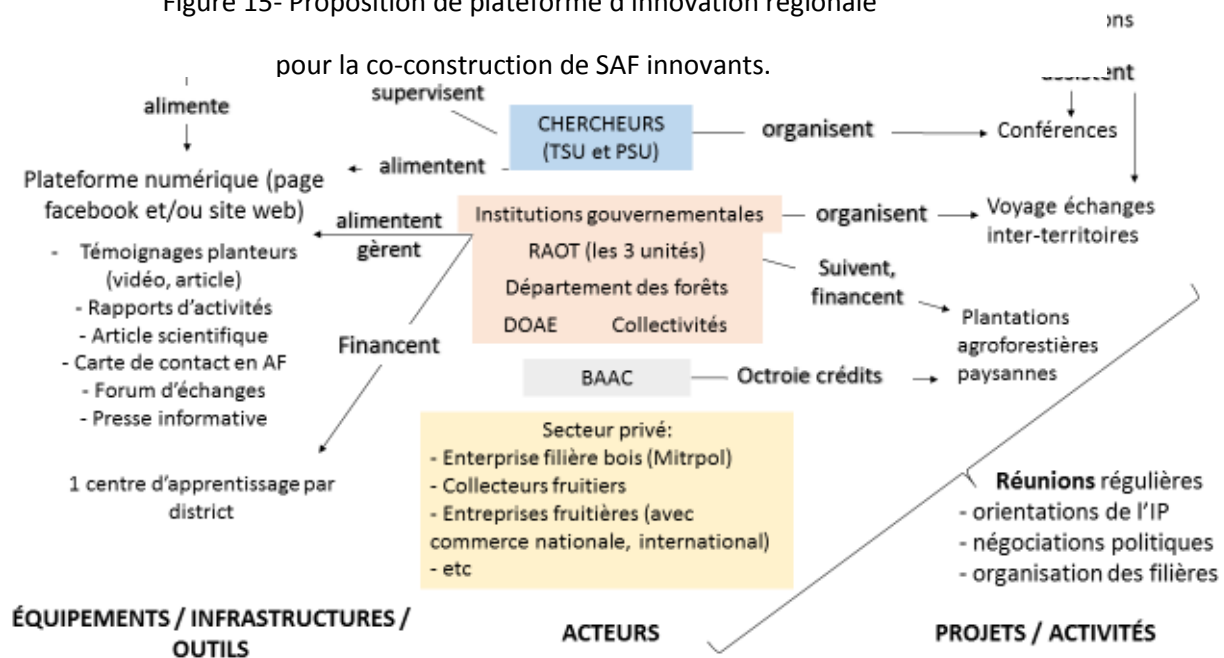 Figure 15- Proposition de plateforme d'innovation régionale
pour la co-construction de SAF innovants.
ons
assistent
alimente
supervisent
CHERCHEURS
(TSU et PSU)
organisent
Conférences
alimentent
Plateforme numérique (page
facebook et/ou site web)
- Témoignages planteurs
(vidéo, article)
- Rapports d'activités
- Article scientifique
- Carte de contact en AF
- Forum d'échanges
- Presse informative
alimentent
gèrent
Institutions gouvernementales
RAOT (les 3 unités)
Département des forêts
DOAE Collectivités
organisent
Voyage échanges
inter-territoires
Suivent,
financent
Plantations
agroforestières
paysannes
Financent
BAAC
Octroie crédits
1 centre d'apprentissage par
district
Secteur privé:
- Enterprise filière bois (Mitrpol)
- Collecteurs fruitiers
- Entreprises fruitières (avec
commerce nationale, international)
- etc
Réunions régulières
- orientations de l'IP
- négociations politiques
- organisation des filières
ÉQUIPEMENTS / INFRASTRUCTURES /
OUTILS
ACTEURS
PROJETS / ACTIVITÉS